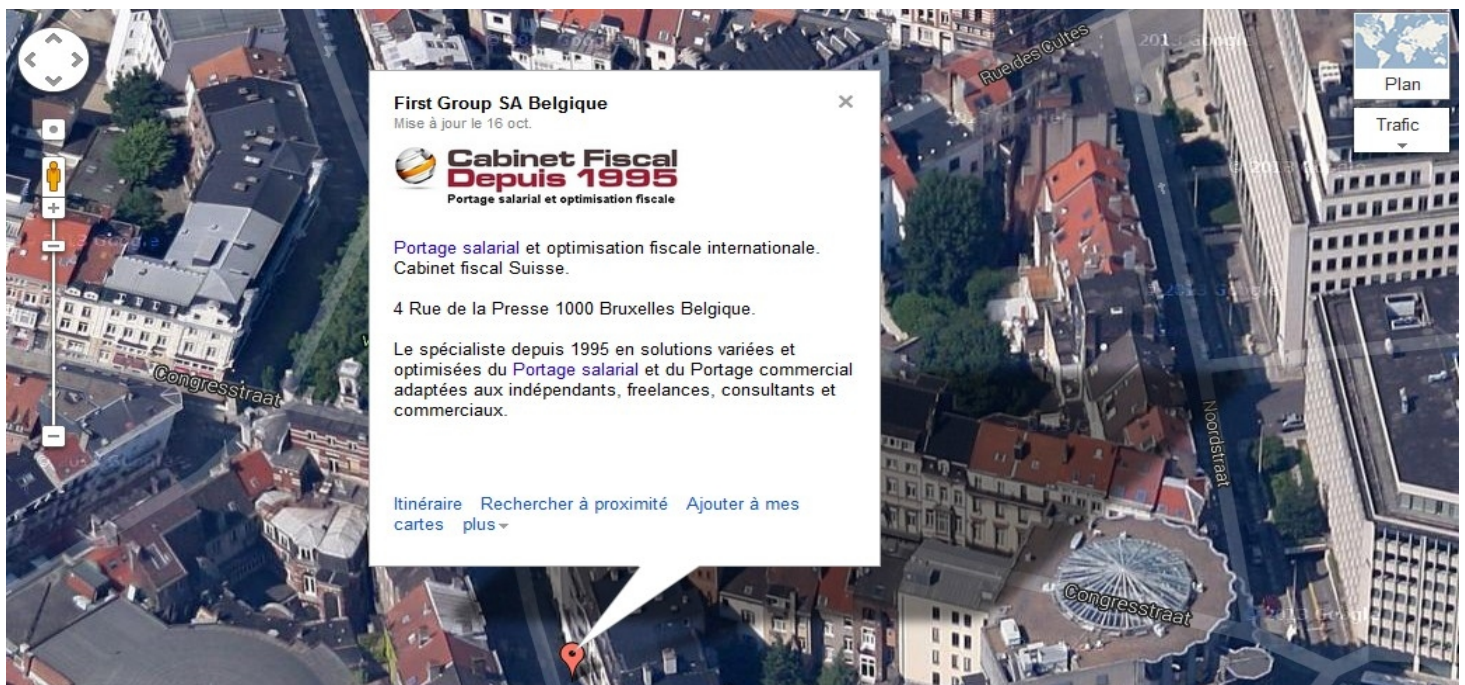 Rue des Cultes
Plan
Trafic
First Group SA Belgique
Mise à jour le 16 oct.
Cabinet Fiscal
Depuis 1995
Portage salarial et optimisation fiscale
Portage salarial et optimisation fiscale internationale.
Cabinet fiscal Suisse.
4 Rue de la Presse 1000 Bruxelles Belgique.
Le spécialiste depuis 1995 en solutions variées et
optimisées du Portage salarial et du Portage commercial
adaptées aux indépendants, freelances, consultants et
commerciaux.
Itinéraire Rechercher à proximité Ajouter à mes
cartes plus
Congresstraat
Noordstraat
Congresstraat